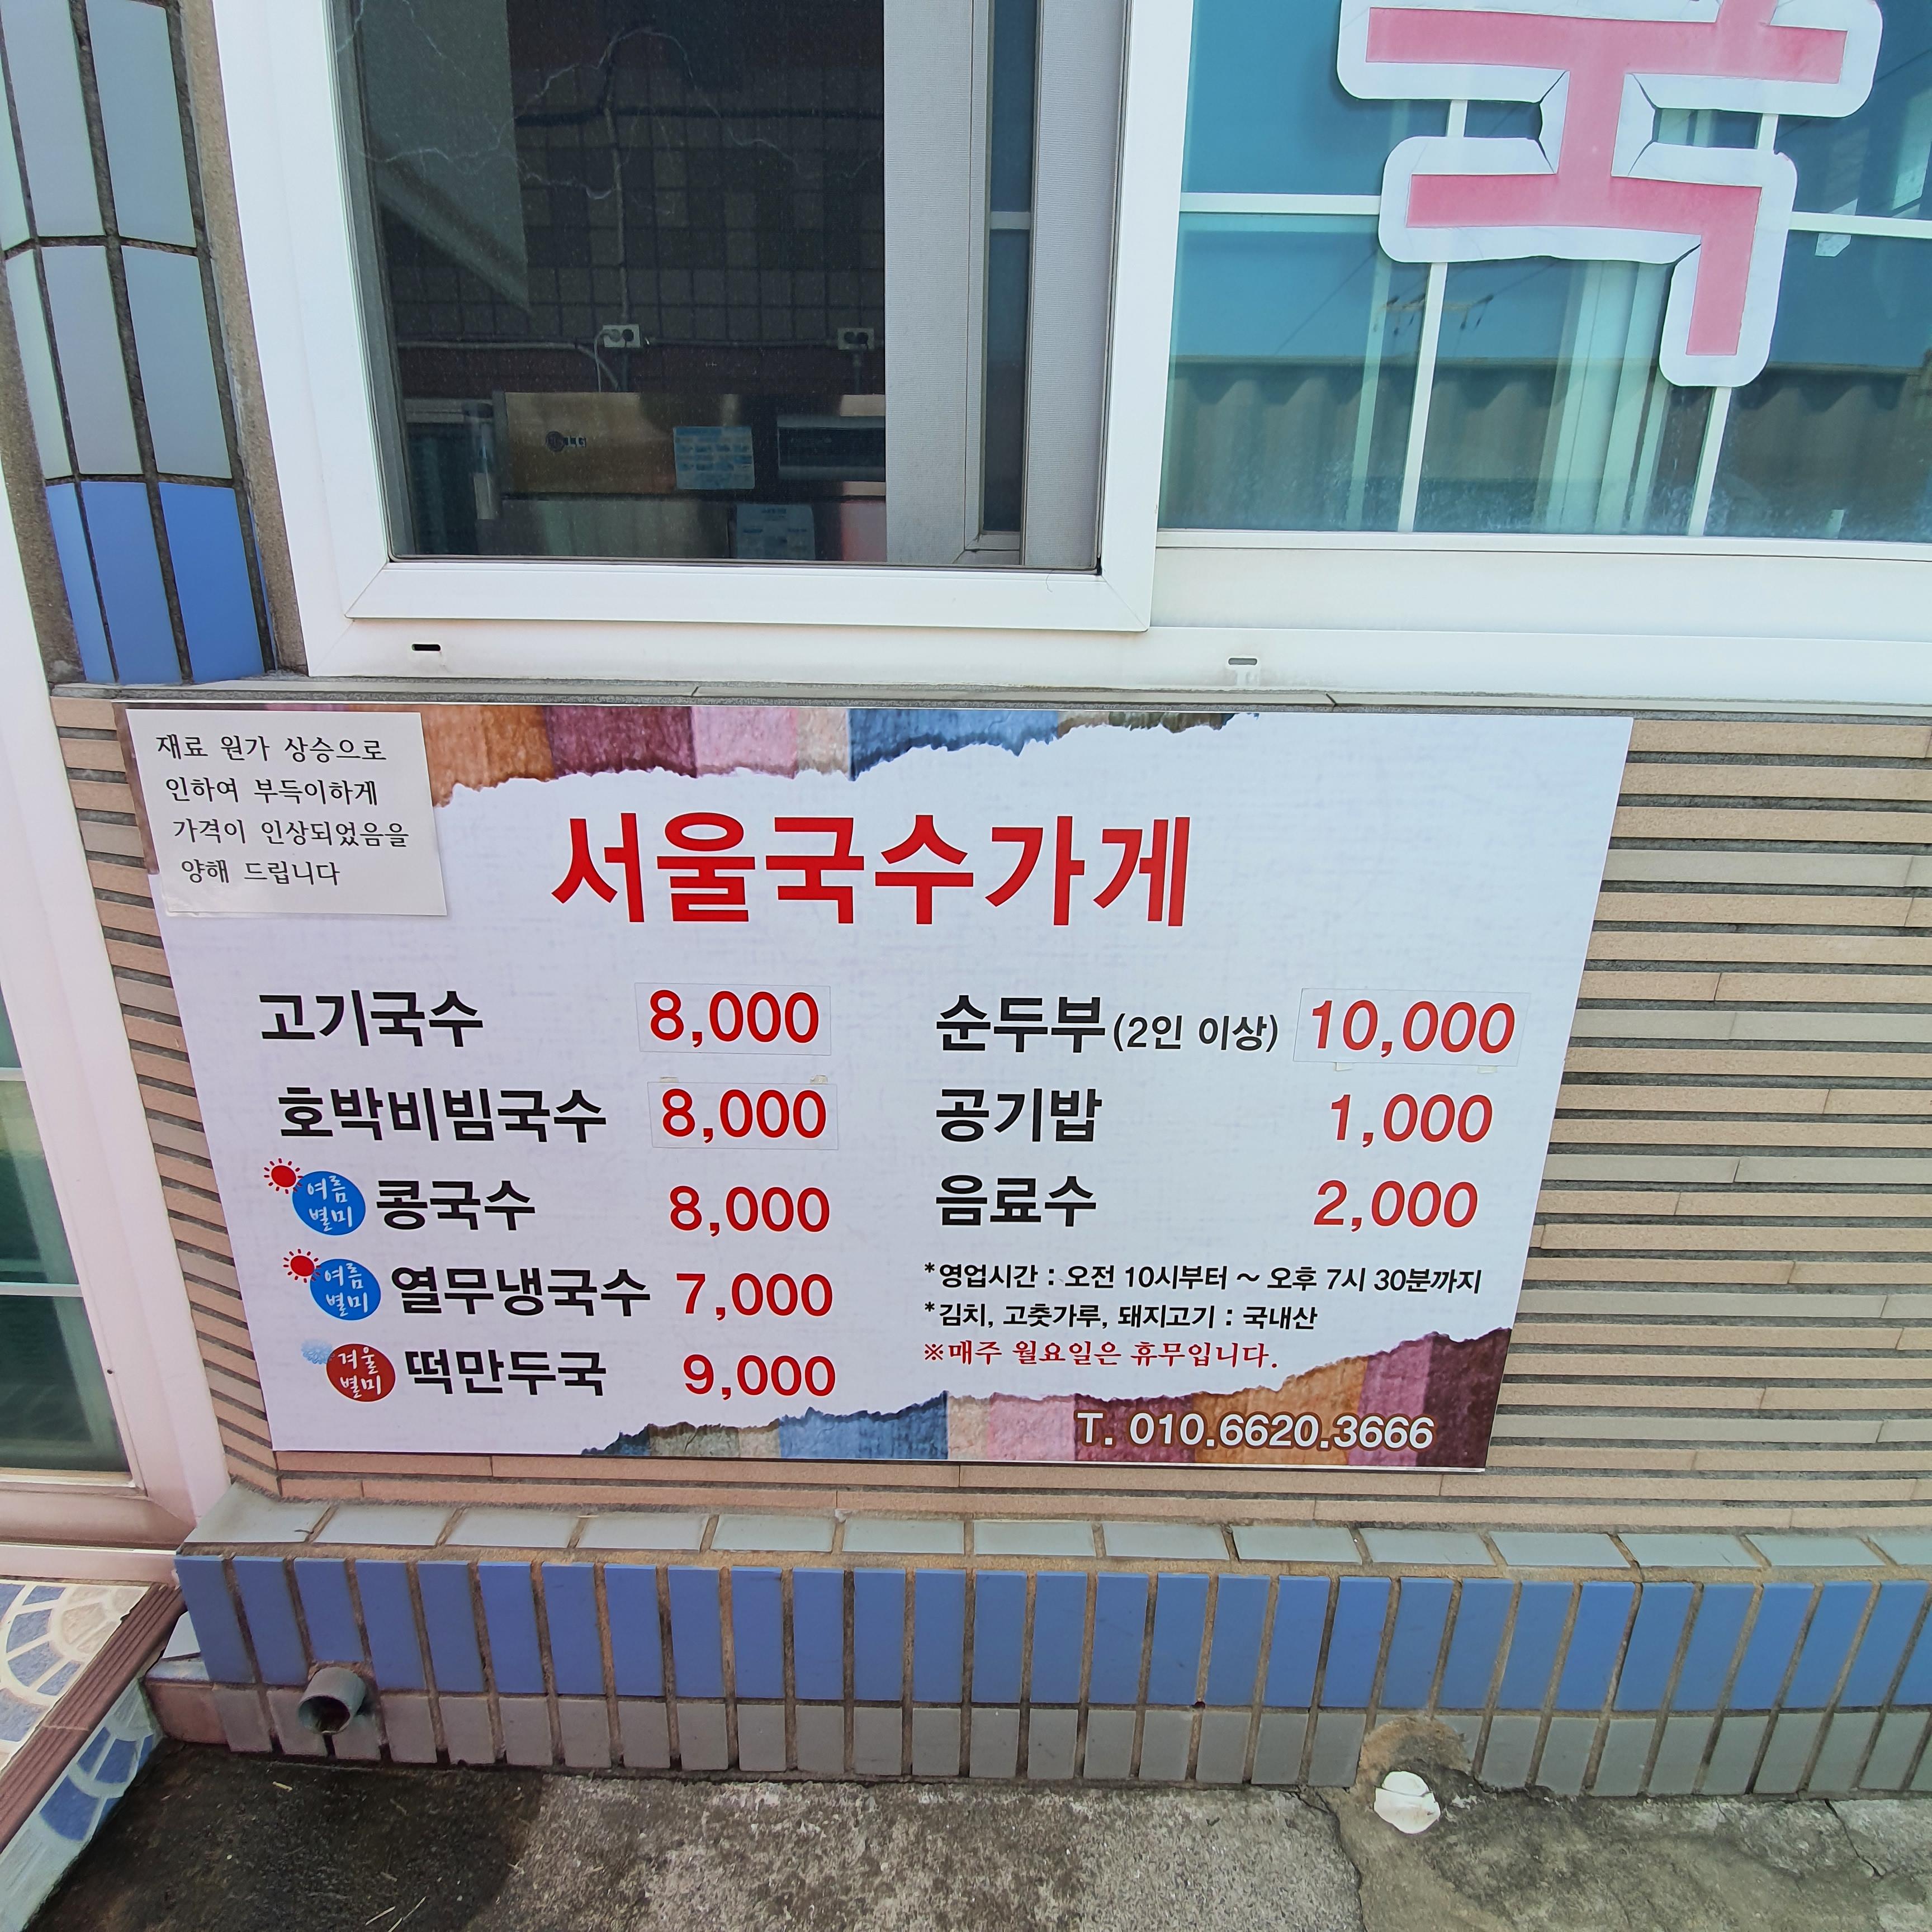 국
재료 원가 상승으로
인하여 부득이하게
가격이 인상되었음을
양해 드립니다
서울국수가게
고기국수 8,000
호박비빔국수 8,000
여름별미 콩국수 8,000
여름별미 열무냉국수 7,000
겨울별미 떡만두국 9,000
순두부(2인 이상) 10,000
공기밥 1,000
음료수 2,000
*영업시간 : 오전 10시부터 ~ 오후 7시 30분까지
*김치, 고춧가루, 돼지고기 : 국내산
※매주 월요일은 휴무입니다.
T. 010.6620.3666